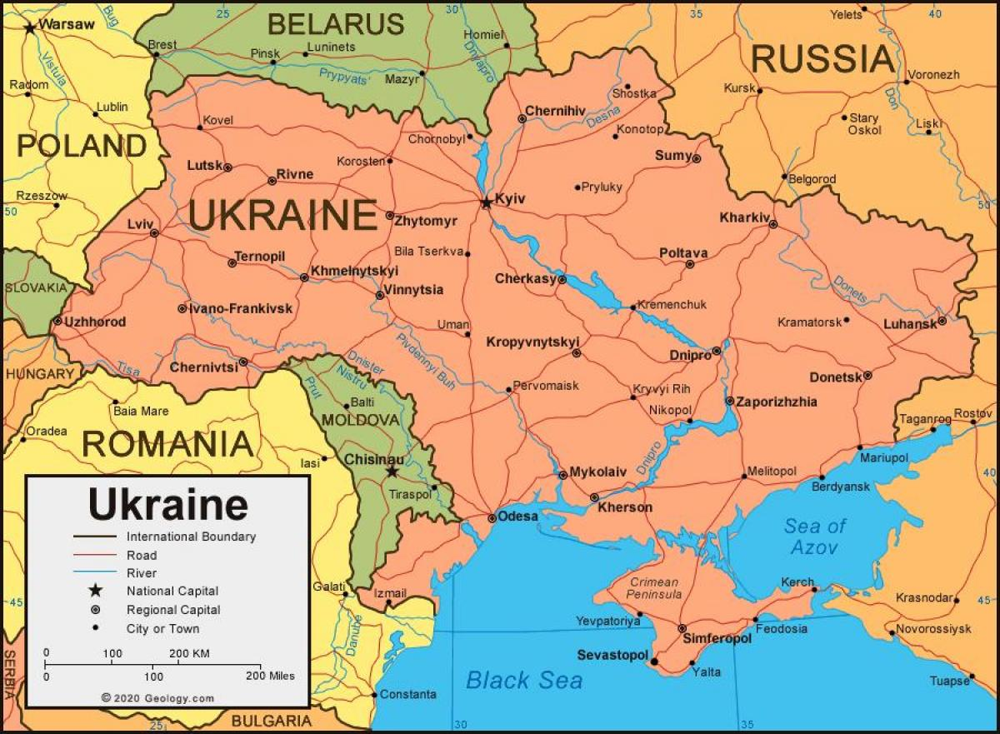 25
30
35
40
Bug
BELARUS
Yelets
Warsaw
Homiel
Brest
Luninets
Pinsk
Dnyapro
RUSSIA
Vistula
Prypyats'
Mazyr
Voronezh
Radom
Shostka
Kursk
Don
Lublin
Chernihiv
Desna
Stary
Oskol
Liski
Kovel
Konotop
Chornobyl
POLAND
Sumy
Korosten
Lutsk
Rivne
Belgorod
Pryluky
Rzeszow
Kyiv
50
50
UKRAINE
Zhytomyr
Kharkiv
Lviv
Bila Tserkva
Poltava
Ternopil
Khmelnytskyi
Cherkasy
SLOVAKIA
Vinnytsia
Donets
Ivano-Frankivsk
Kremenchuk
Uzhhorod
Kramatorsk
Luhansk
Uman
Pivdennyi Buh
Kropyvnytskyi
Dnipro
Dnister
Nistru
Chernivtsi
Tisa
HUNGARY
Donetsk
Prut
Pervomaisk
Kryvyi Rih
Balti
Zaporizhzhia
Baia Mare
Nikopol
MOLDOVA
Taganrog
Rostov
Oradea
ROMANIA
Iasi
Chisinau
Dnipro
Mariupol
Mykolaiv
Melitopol
40
Berdyansk
Tiraspol
Kherson
Odesa
Sea of
Azov
Ukraine
International Boundary
Road
River
National Capital
Regional Capital
City or Town
0 100 200 KM
0 100 200 Miles
© 2020 Geology.com
Crimean
Peninsula
Kerch
Galati
Izmail
45
Krasnodar
45
Yevpatoriya
Feodosia
Novorossiysk
Danube
Simferopol
Sevastopol
Yalta
SERBIA
Black Sea
Tuapse
Constanta
BULGARIA
25
30
35